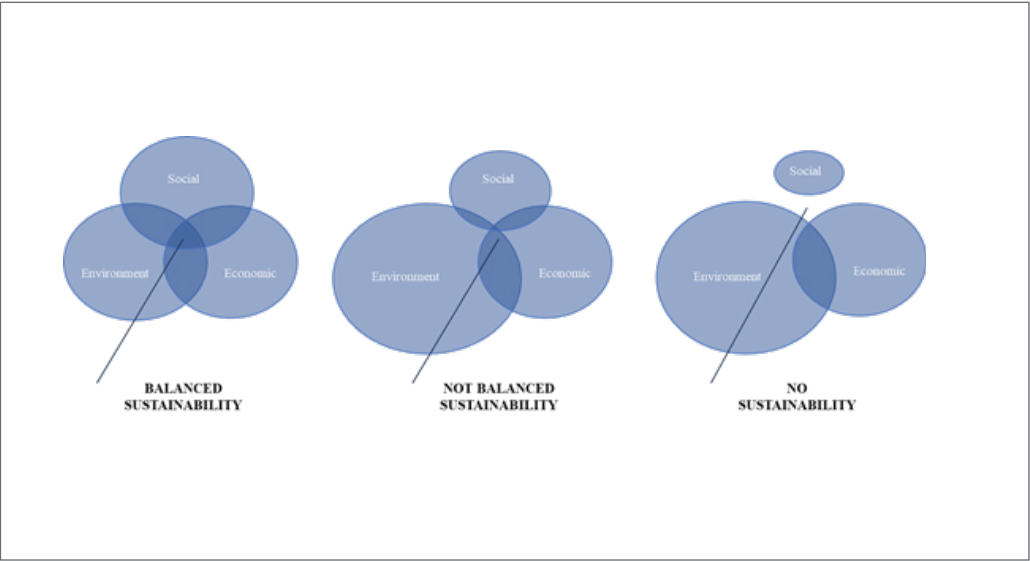 Social
Environment
Economic
BALANCED
SUSTAINABILITY
Social
Environment
Economic
NOT BALANCED
SUSTAINABILITY
Social
Environment
Economic
NO
SUSTAINABILITY